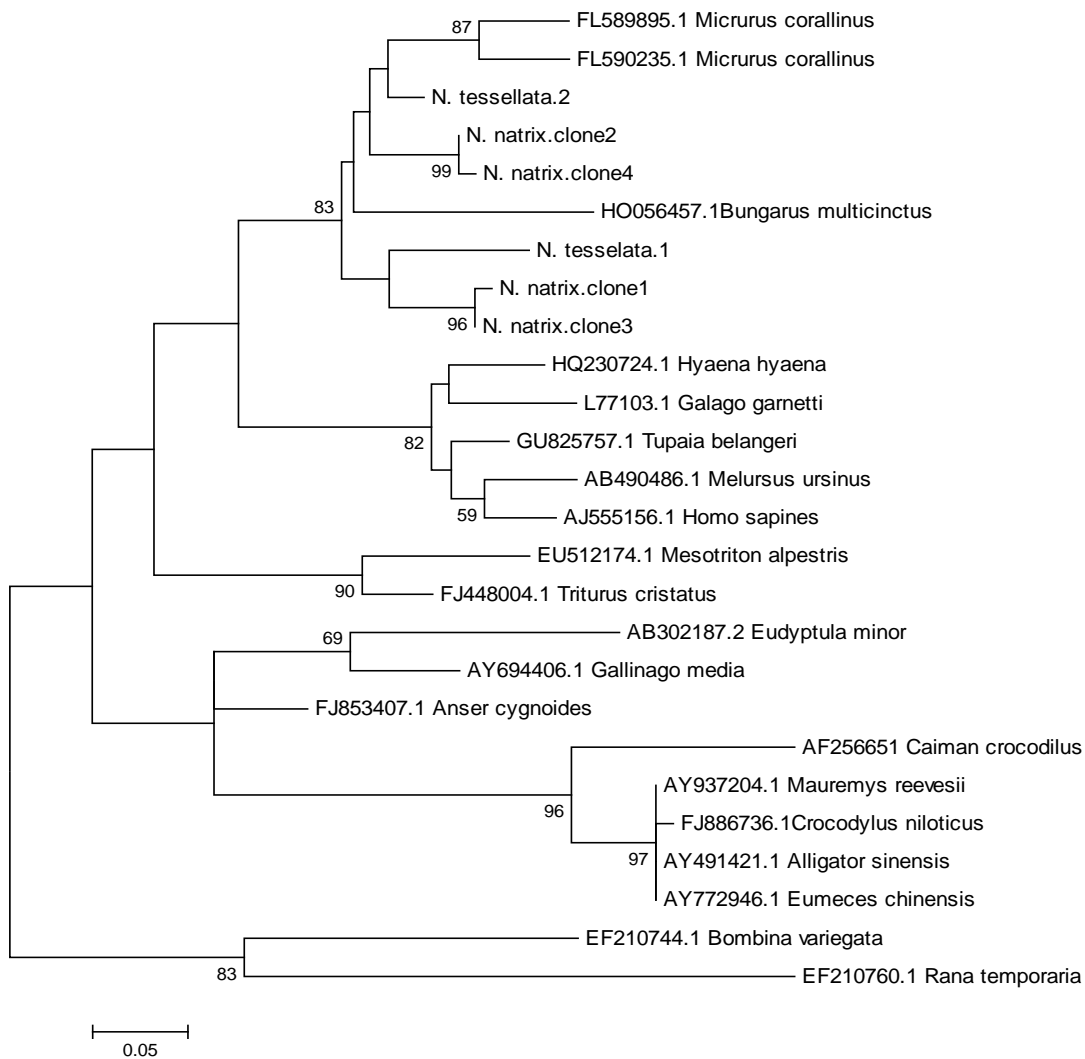 87
FL589895.1 Micrurus corallinus
FL590235.1 Micrurus corallinus
N. tessellata.2
N. natrix.clone2
99
N. natrix.clone4
83
HO056457.1Bungarus multicinctus
N. tesselata.1
N. natrix.clone1
96
N. natrix.clone3
HQ230724.1 Hyaena hyaena
L77103.1 Galago garnetti
82
GU825757.1 Tupaia belangeri
AB490486.1 Melursus ursinus
59
AJ555156.1 Homo sapines
EU512174.1 Mesotriton alpestris
90
FJ448004.1 Triturus cristatus
69
AB302187.2 Eudyptula minor
AY694406.1 Gallinago media
FJ853407.1 Anser cygnoides
AF256651 Caiman crocodilus
96
AY937204.1 Mauremys reevesii
FJ886736.1Crocodylus niloticus
97
AY491421.1 Alligator sinensis
AY772946.1 Eumeces chinensis
EF210744.1 Bombina variegata
83
EF210760.1 Rana temporaria
0.05